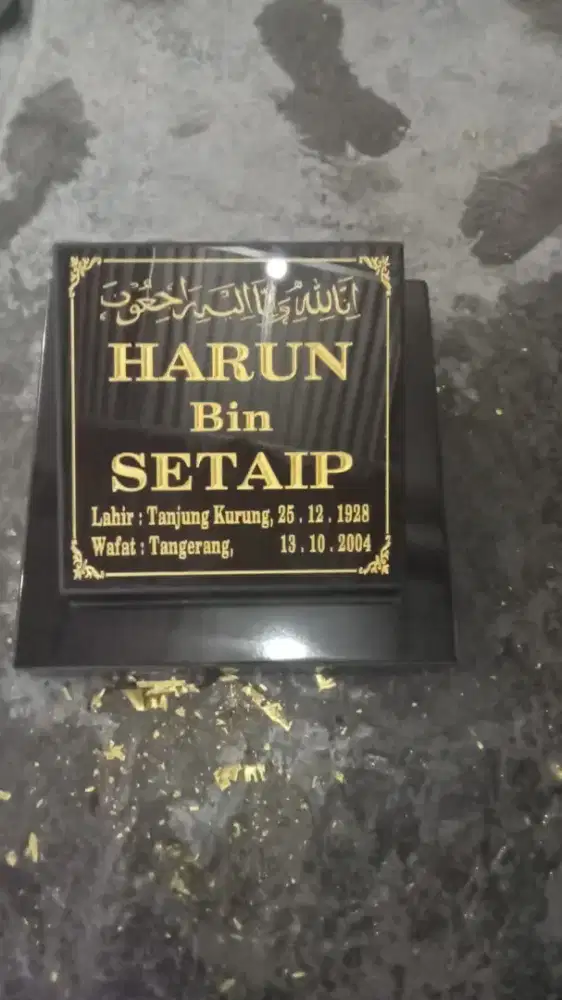 إنا لله وإنا إليه راجعون
HARUN
Bin
SETAIP
Lahir : Tanjung Kurung, 25 . 12 . 1928
Wafat : Tangerang, 13 . 10 . 2004